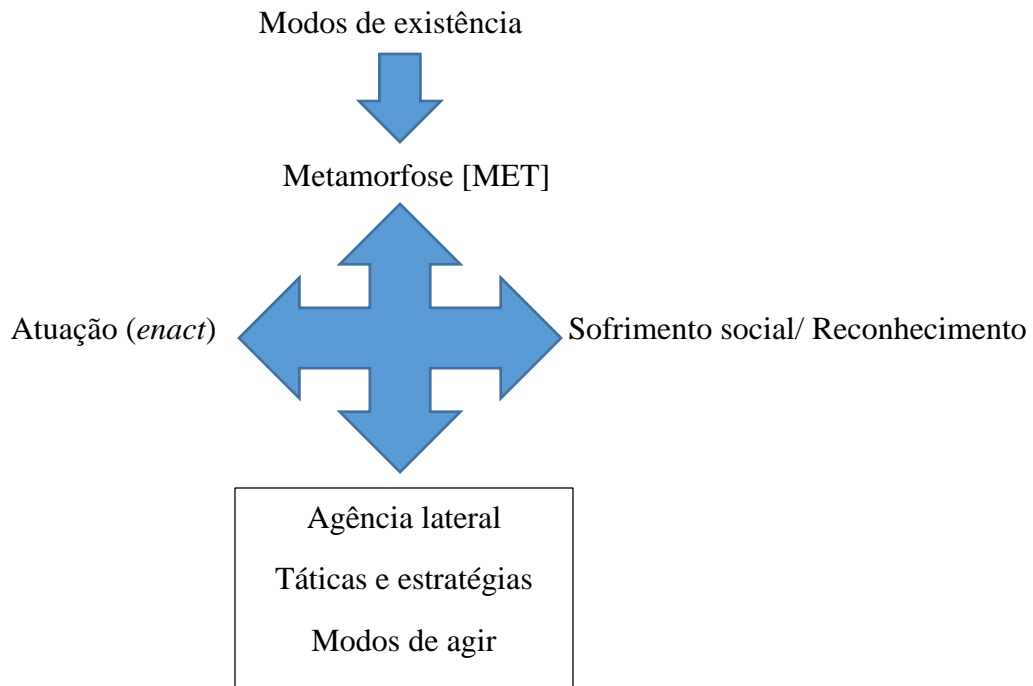 Modos de existência
Metamorfose [MET]
Atuação (enact)
Sofrimento social/ Reconhecimento
Agência lateral
Táticas e estratégias
Modos de agir